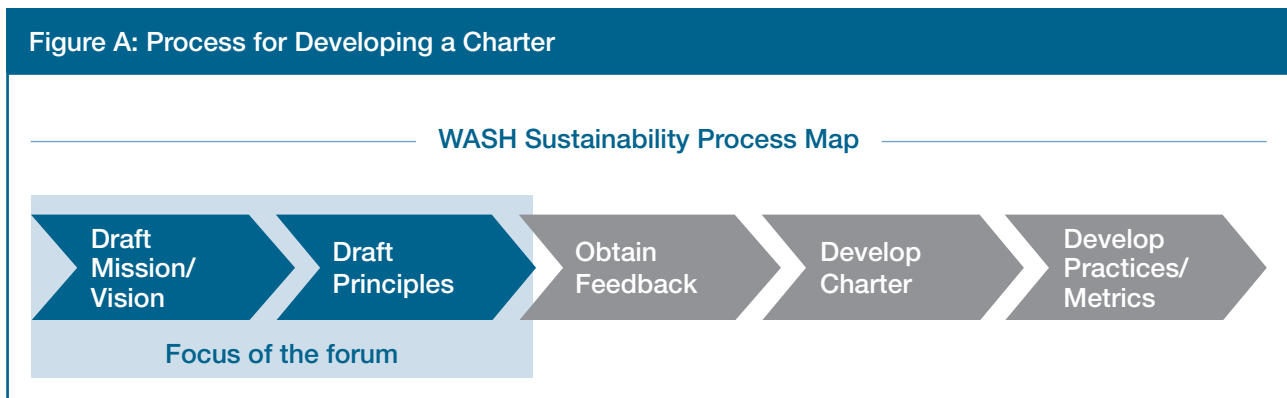 Figure A: Process for Developing a Charter
WASH Sustainability Process Map
Draft
Mission/
Vision
Draft
Principles
Obtain
Feedback
Develop
Charter
Develop
Practices/
Metrics
Focus of the forum